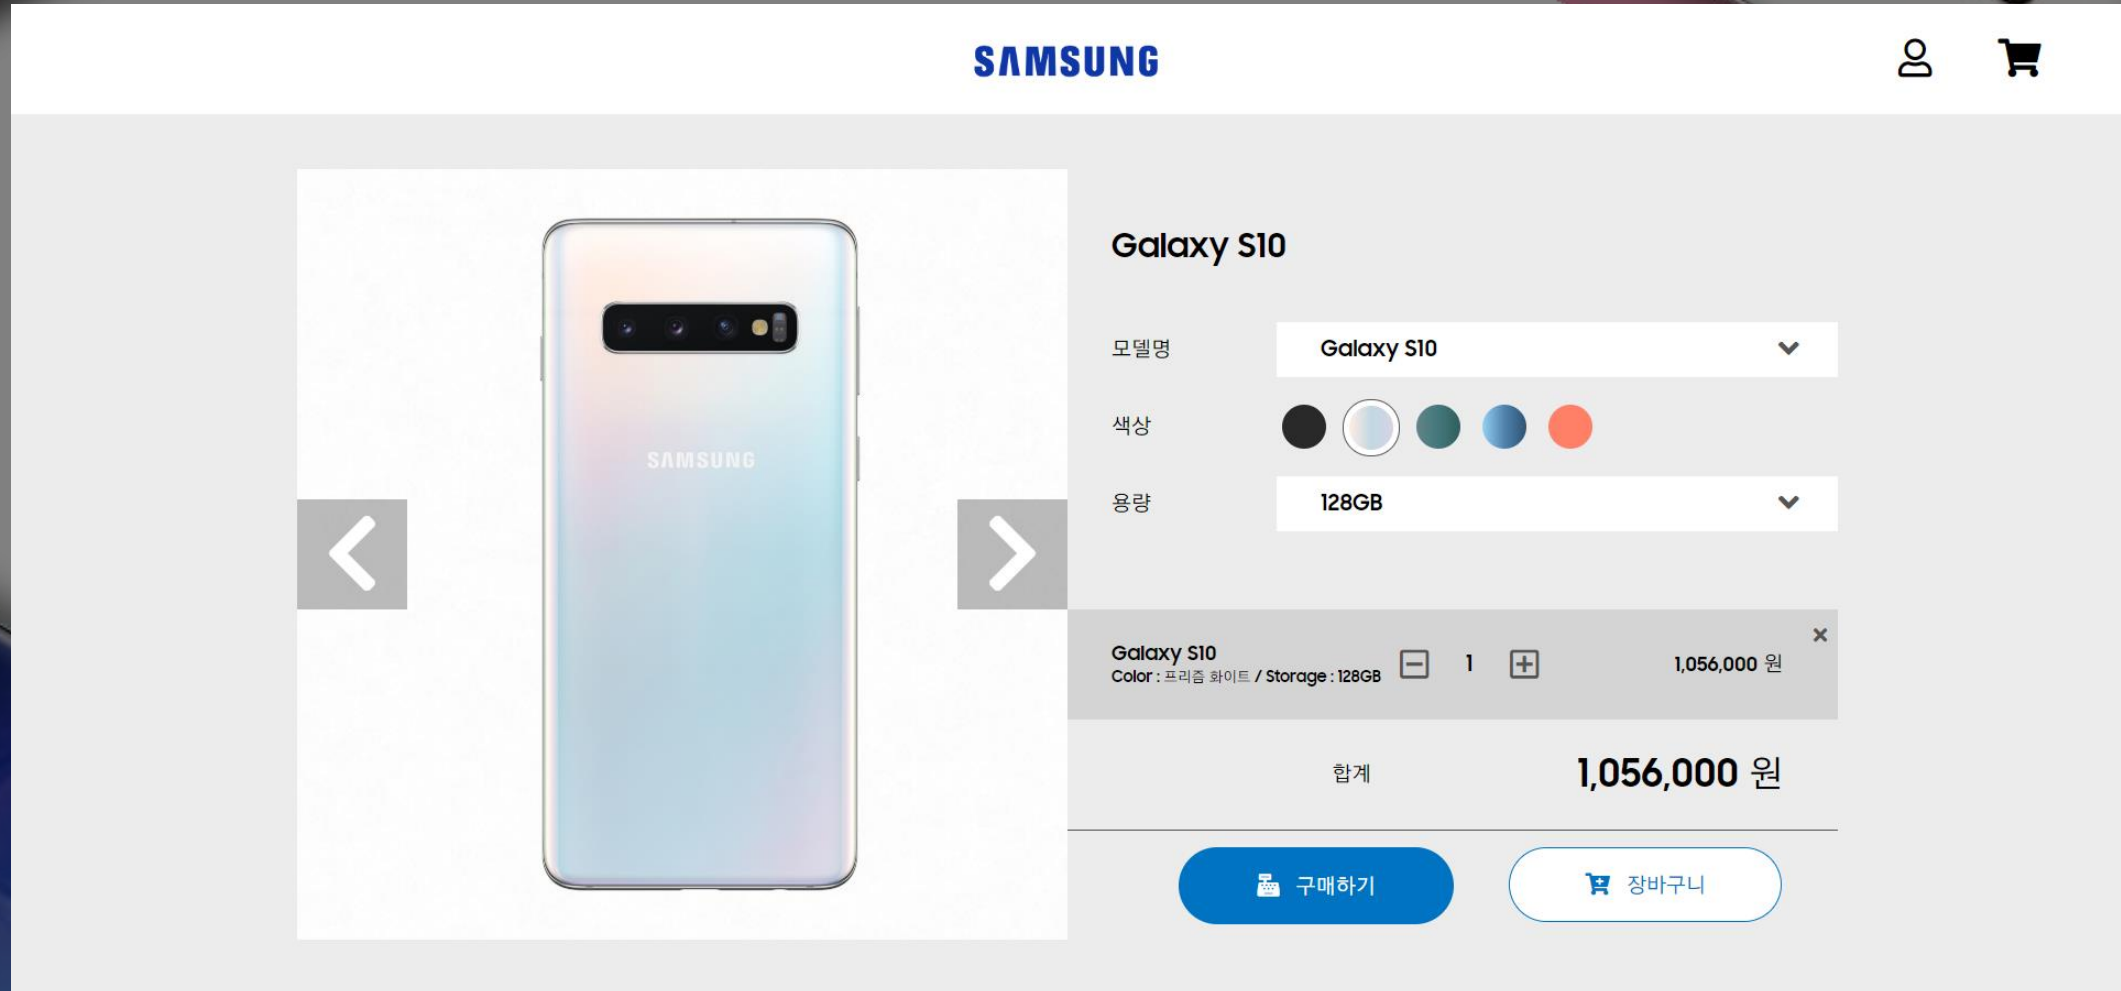 SAMSUNG
SAMSUNG
Galaxy S10
모델명 Galaxy S10
색상
용량 128GB
Galaxy S10
Color : 프리즘 화이트 / Storage : 128GB
1
1,056,000 원
합계 1,056,000 원
구매하기 장바구니